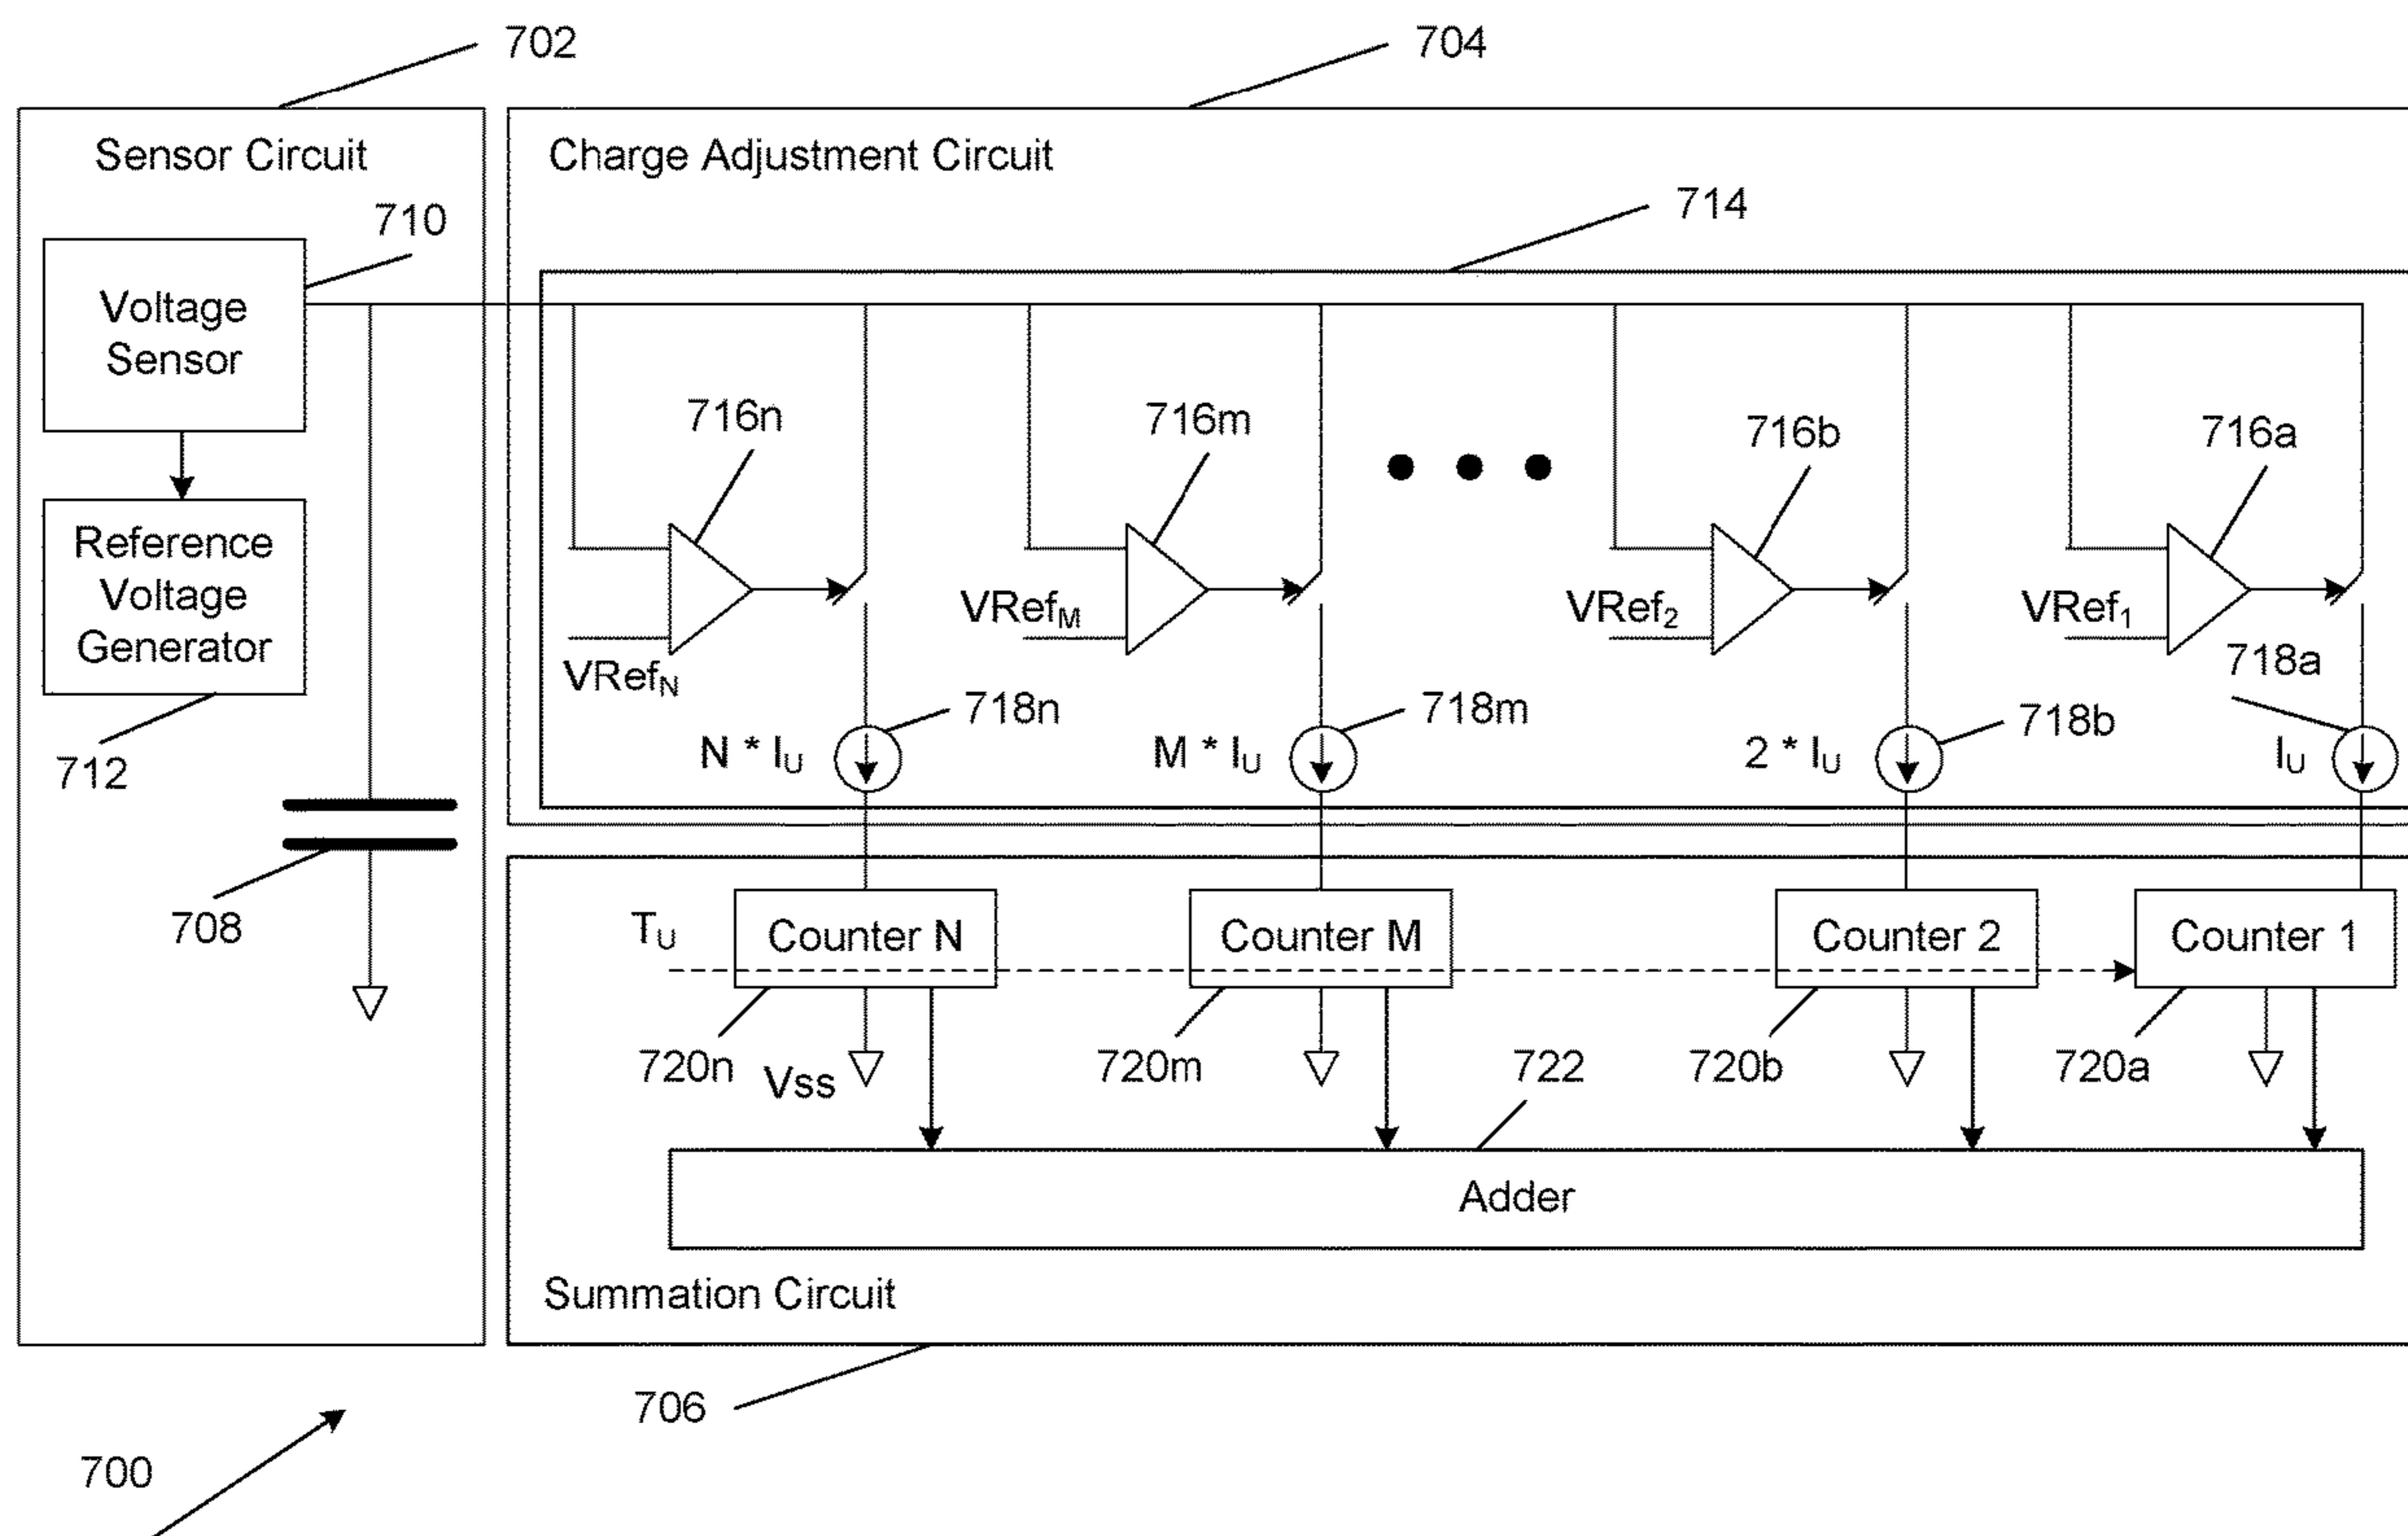 702
704
Sensor Circuit
Charge Adjustment Circuit
710
714
Voltage
Sensor
716n
716m
716b
716a
Reference
Voltage
Generator
VRefN
VRefM
VRef2
VRef1
718n
718m
718b
718a
712
N * IU
M * IU
2 * IU
IU
708
TU
Counter N
Counter M
Counter 2
Counter 1
720n
Vss
720m
722
720b
720a
Adder
Summation Circuit
706
700